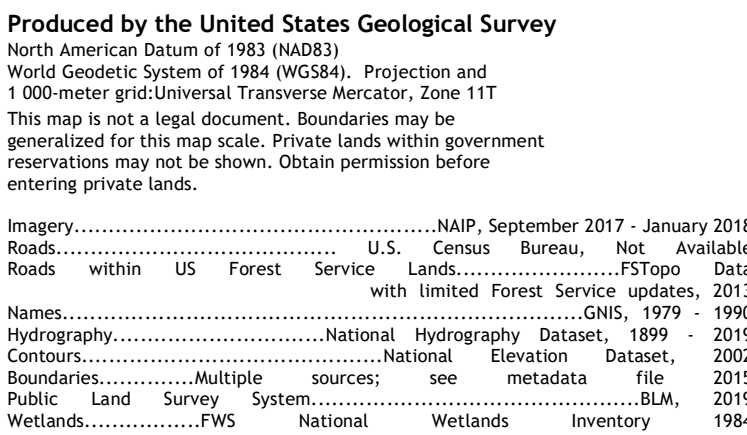 Produced by the United States Geological Survey
North American Datum of 1983 (NAD83)
World Geodetic System of 1984 (WGS84). Projection and
1 000-meter grid:Universal Transverse Mercator, Zone 11T
This map is not a legal document. Boundaries may be
generalized for this map scale. Private lands within government
reservations may not be shown. Obtain permission before
entering private lands.
Imagery.....................................................NAIP, September 2017 - January 2018
Roads......................................... U.S. Census Bureau, Not Available
Roads within US Forest Service Lands........................FSTopo Data
with limited Forest Service updates, 2013
Names............................................................................GNIS, 1979 - 1990
Hydrography...............................National Hydrography Dataset, 1899 - 2019
Contours............................................National Elevation Dataset, 2002
Boundaries..............Multiple sources; see metadata file 2015
Public Land Survey System................................................BLM, 2019
Wetlands.................FWS National Wetlands Inventory 1984